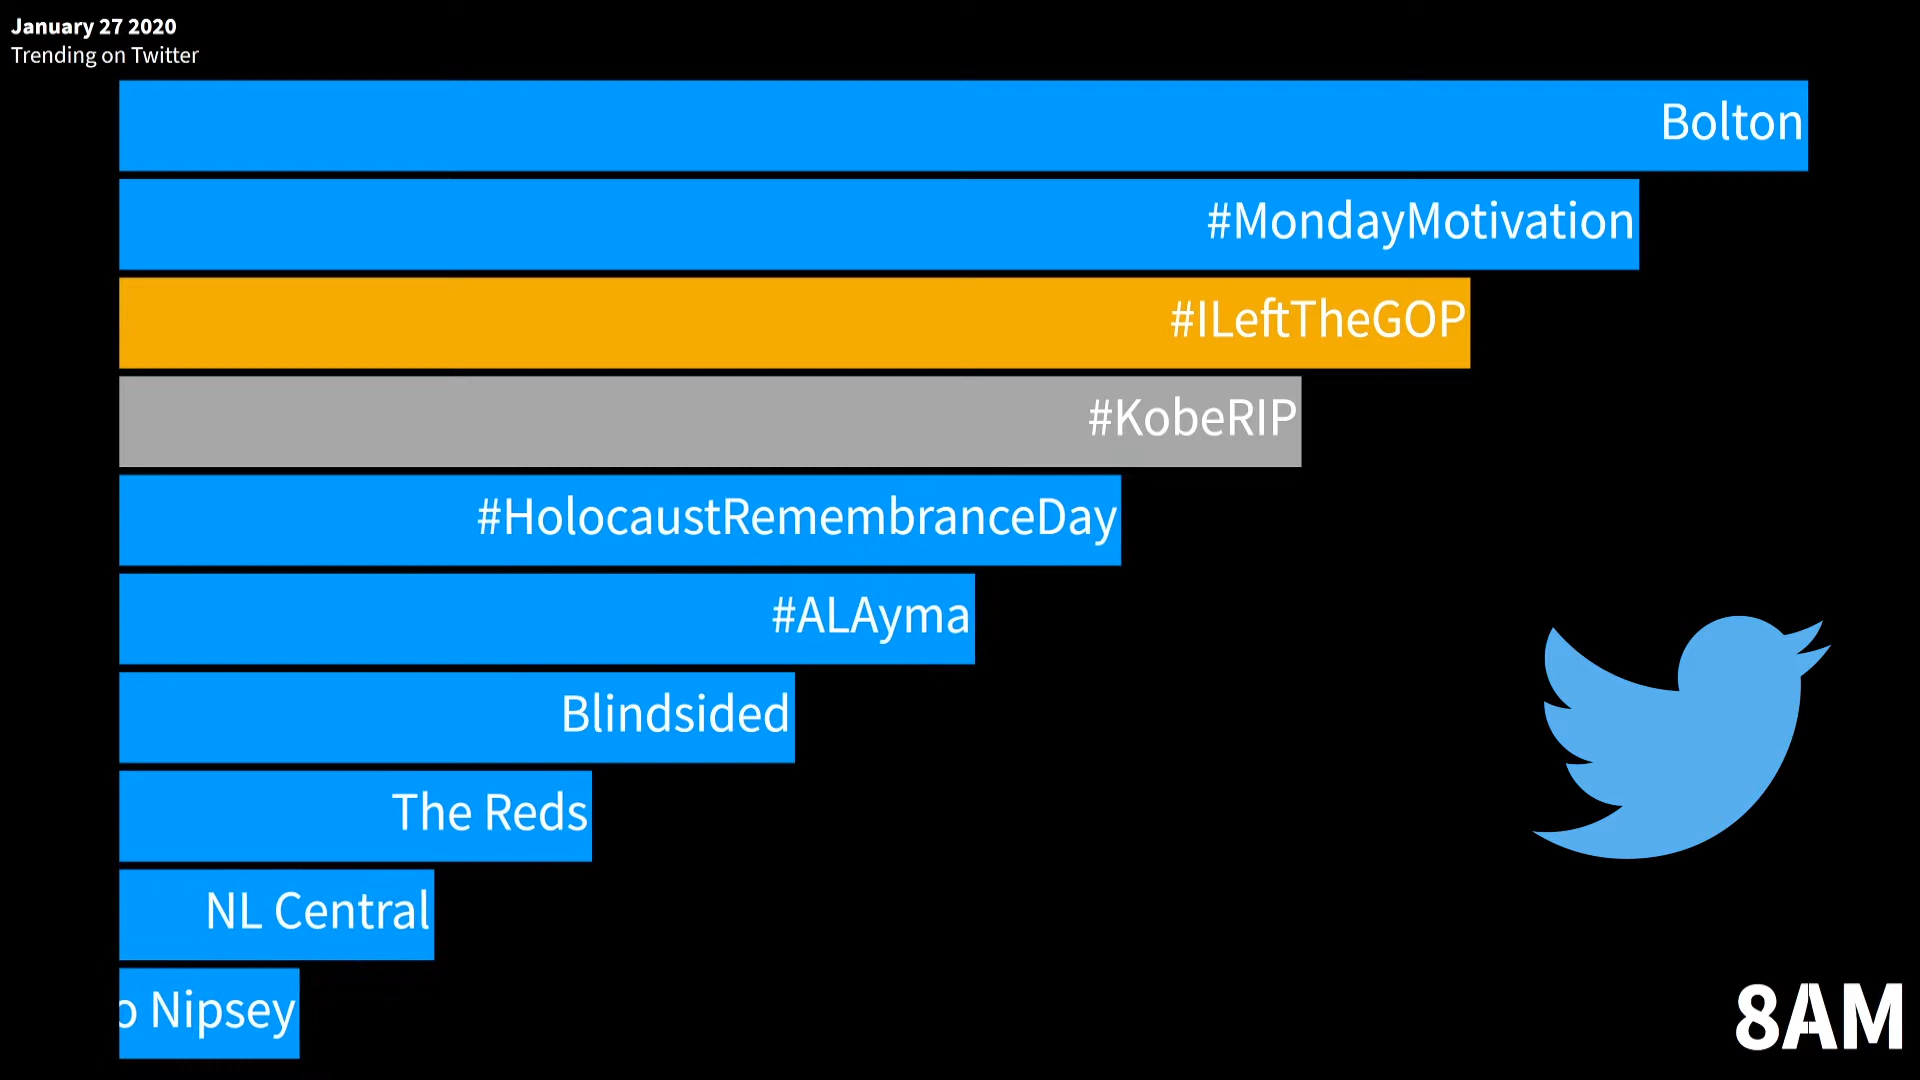 January 27 2020
Trending on Twitter
Bolton
#MondayMotivation
#ILeftTheGOP
#KobeRIP
#HolocaustRemembranceDay
#ALAyma
Blindsided
The Reds
NL Central
o Nipsey
8AM